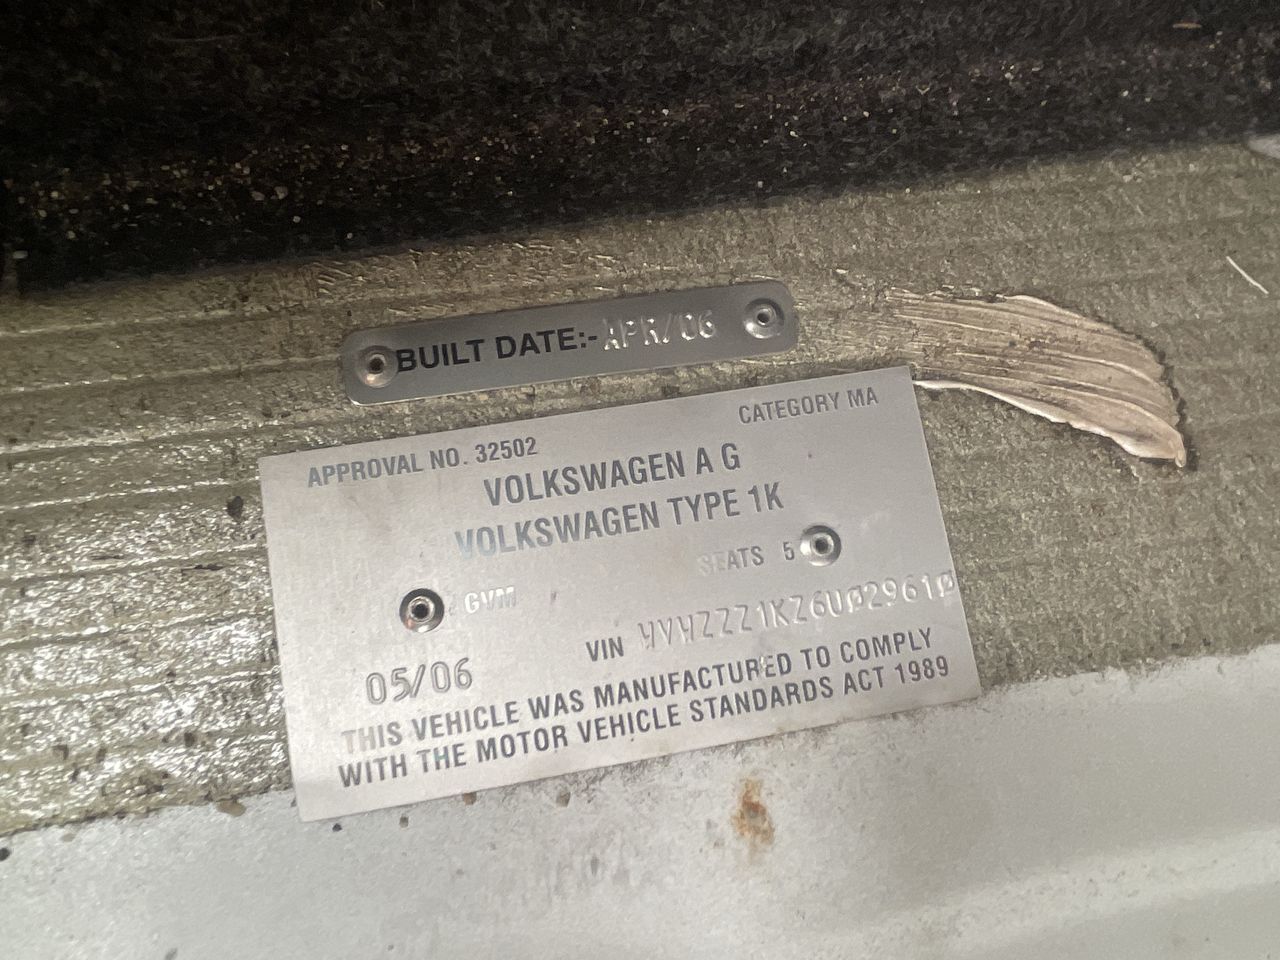 BUILT DATE:- APR/06
APPROVAL NO. 32502 CATEGORY MA
VOLKSWAGEN A G
VOLKSWAGEN TYPE 1K
SEATS 5
GVM
VIN WVWZZZ1KZ6U029610
05/06
THIS VEHICLE WAS MANUFACTURED TO COMPLY
WITH THE MOTOR VEHICLE STANDARDS ACT 1989